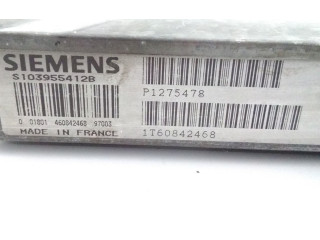 SIEMENS
S103955412B
P1275478
0 01801 460842468 97003
MADE IN FRANCE
1T60842468